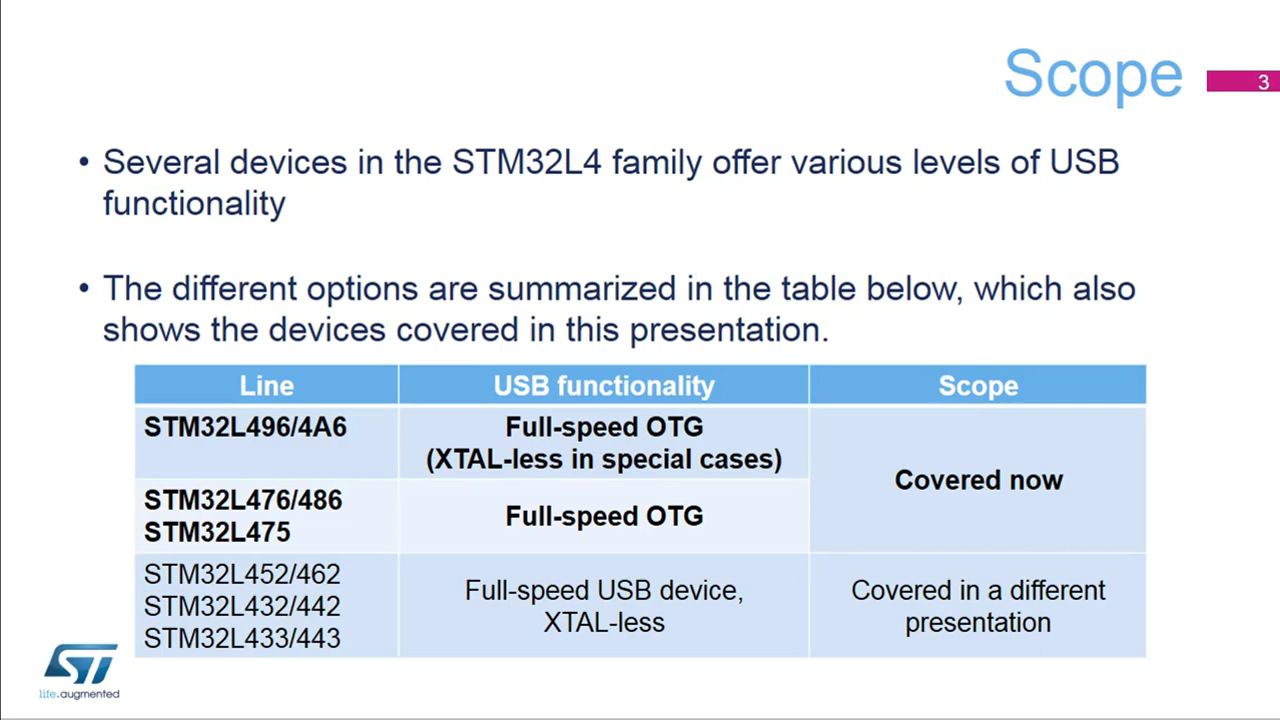 Scope
3
• Several devices in the STM32L4 family offer various levels of USB
functionality
• The different options are summarized in the table below, which also
shows the devices covered in this presentation.
Line USB functionality Scope
STM32L496/4A6
Full-speed OTG
(XTAL-less in special cases)
Covered now
STM32L476/486
STM32L475
Full-speed OTG
STM32L452/462
STM32L432/442
STM32L433/443
Full-speed USB device,
XTAL-less
Covered in a different
presentation
ST
life.augmented